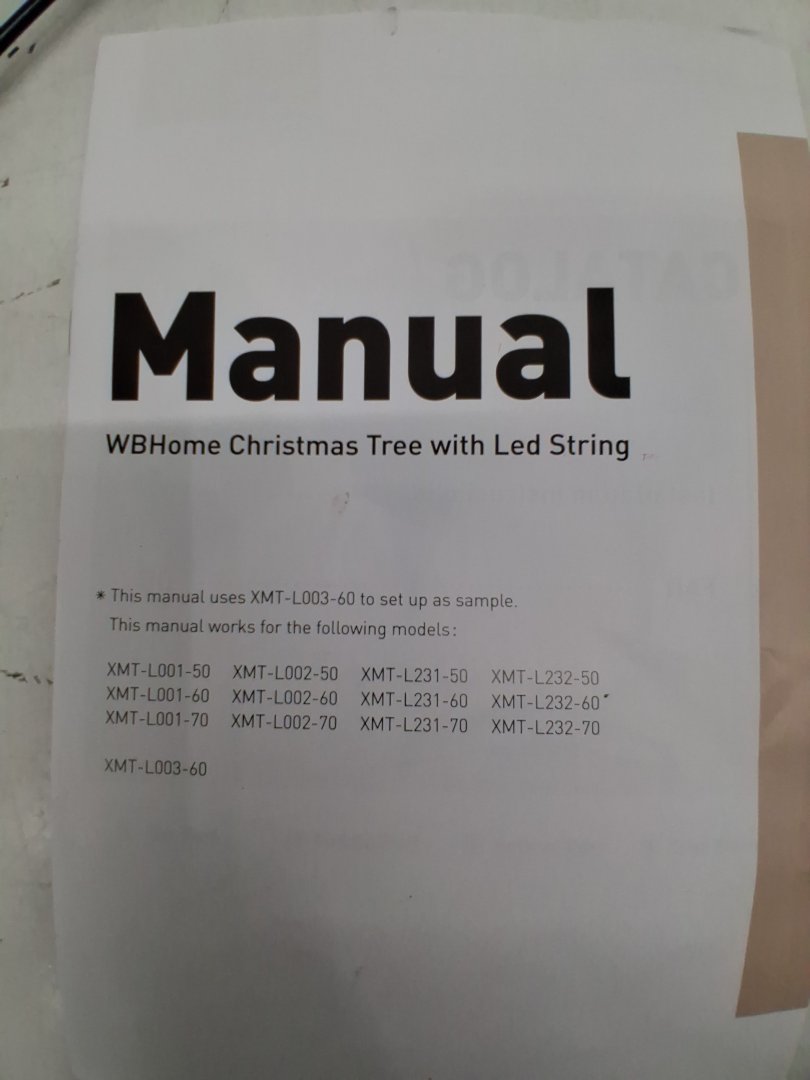 Manual
WBHome Christmas Tree with Led String
* This manual uses XMT-L003-60 to set up as sample.
This manual works for the following models:
XMT-L001-50 XMT-L002-50 XMT-L231-50 XMT-L232-50
XMT-L001-60 XMT-L002-60 XMT-L231-60 XMT-L232-60
XMT-L001-70 XMT-L002-70 XMT-L231-70 XMT-L232-70
XMT-L003-60
CATALOG